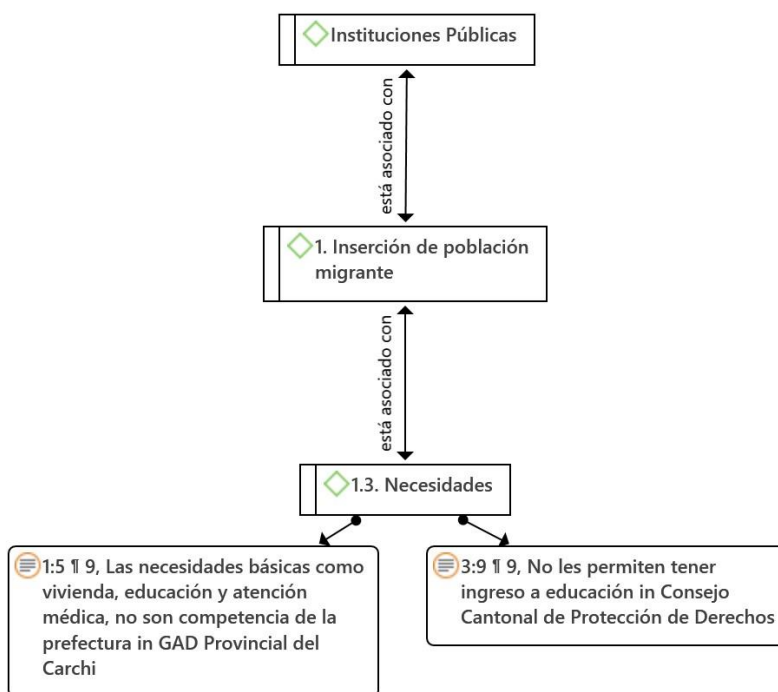 Instituciones Públicas
está asociado con
1. Inserción de población
migrante
está asociado con
1.3. Necesidades
1:5 ¶ 9, Las necesidades básicas como
vivienda, educación y atención
médica, no son competencia de la
prefectura in GAD Provincial del
Carchi
3:9 ¶ 9, No les permiten tener
ingreso a educación in Consejo
Cantonal de Protección de Derechos